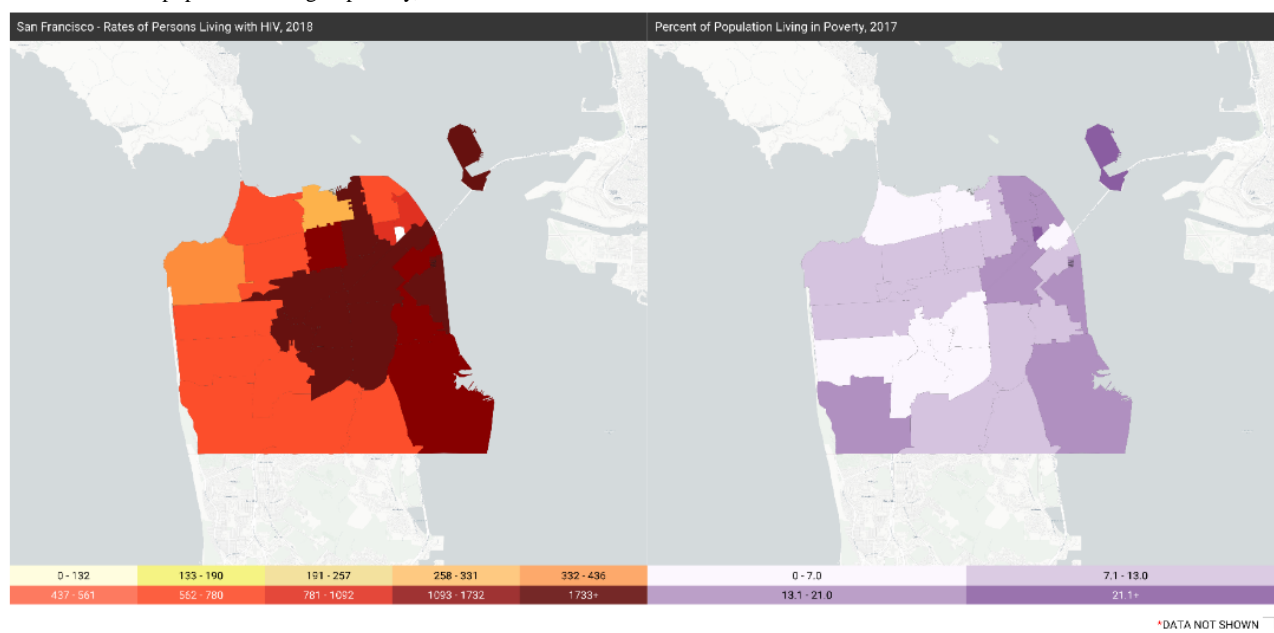 San Francisco - Rates of Persons Living with HIV, 2018
Percent of Population Living in Poverty, 2017
0 - 132 133 - 190 191 - 257 258 - 331 332 - 436
437 - 561 562 - 780 781 - 1092 1093 - 1732 1733+
0 - 7.0 7.1 - 13.0
13.1 - 21.0 21.1+
*DATA NOT SHOWN